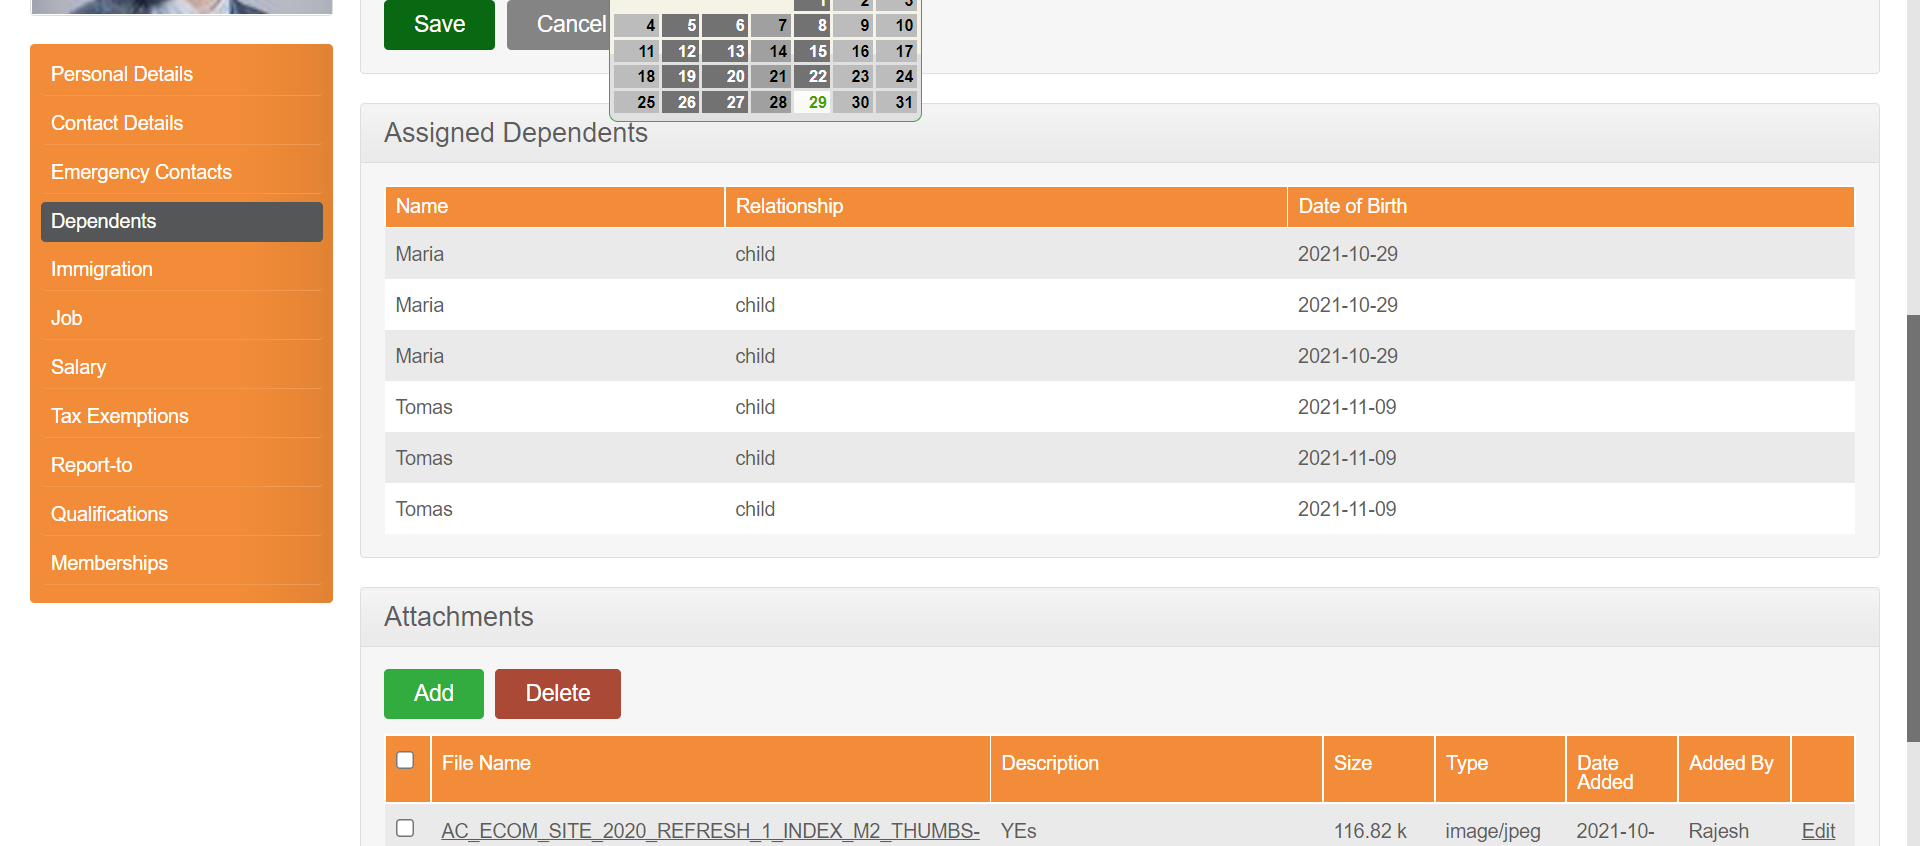 1 2 3
Save Cancel 4 5 6 7 8 9 10
11 12 13 14 15 16 17
18 19 20 21 22 23 24
25 26 27 28 29 30 31
Personal Details
Contact Details
Emergency Contacts
Dependents
Immigration
Job
Salary
Tax Exemptions
Report-to
Qualifications
Memberships
Assigned Dependents
Name Relationship Date of Birth
Maria child 2021-10-29
Maria child 2021-10-29
Maria child 2021-10-29
Tomas child 2021-11-09
Tomas child 2021-11-09
Tomas child 2021-11-09
Attachments
Add Delete
File Name Description Size Type Date Added Added By
AC_ECOM_SITE_2020_REFRESH_1_INDEX_M2_THUMBS- YEs 116.82 k image/jpeg 2021-10- Rajesh Edit